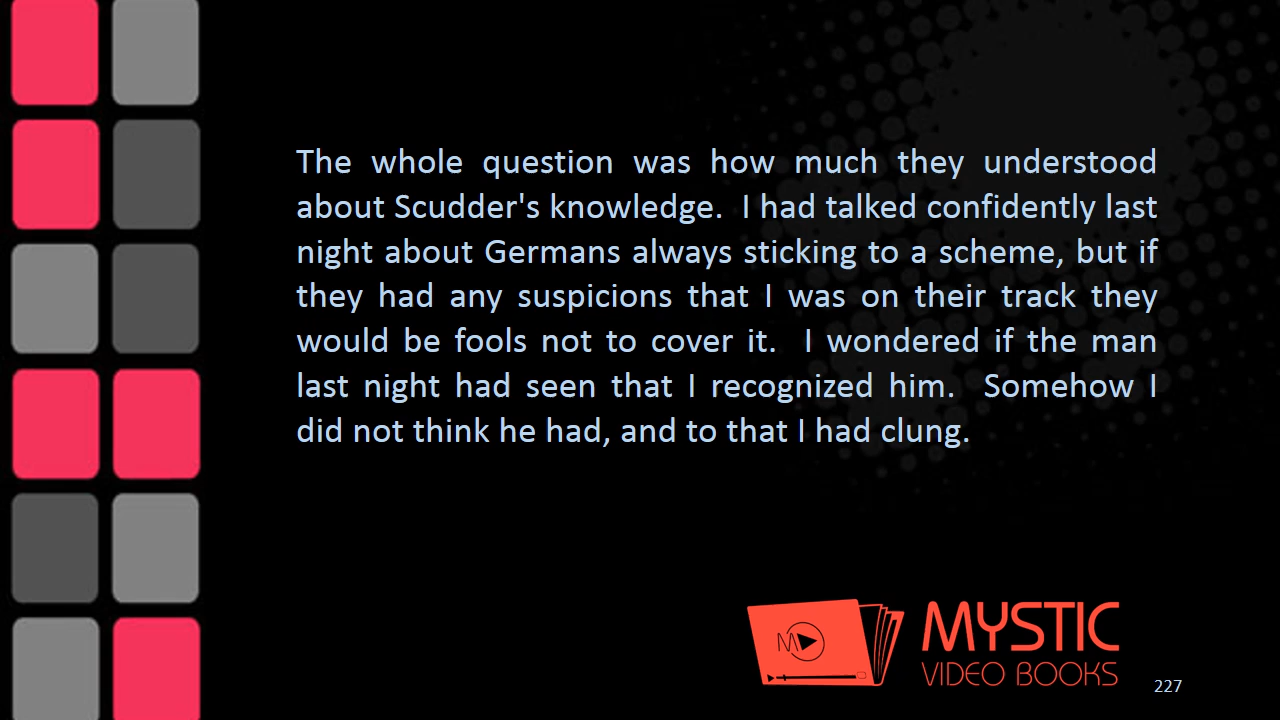 The whole question was how much they understood
about Scudder's knowledge.  I had talked confidently last
night about Germans always sticking to a scheme, but if
they had any suspicions that I was on their track they
would be fools not to cover it.  I wondered if the man
last night had seen that I recognized him.  Somehow I
did not think he had, and to that I had clung.
M
MYSTIC
VIDEO BOOKS
227